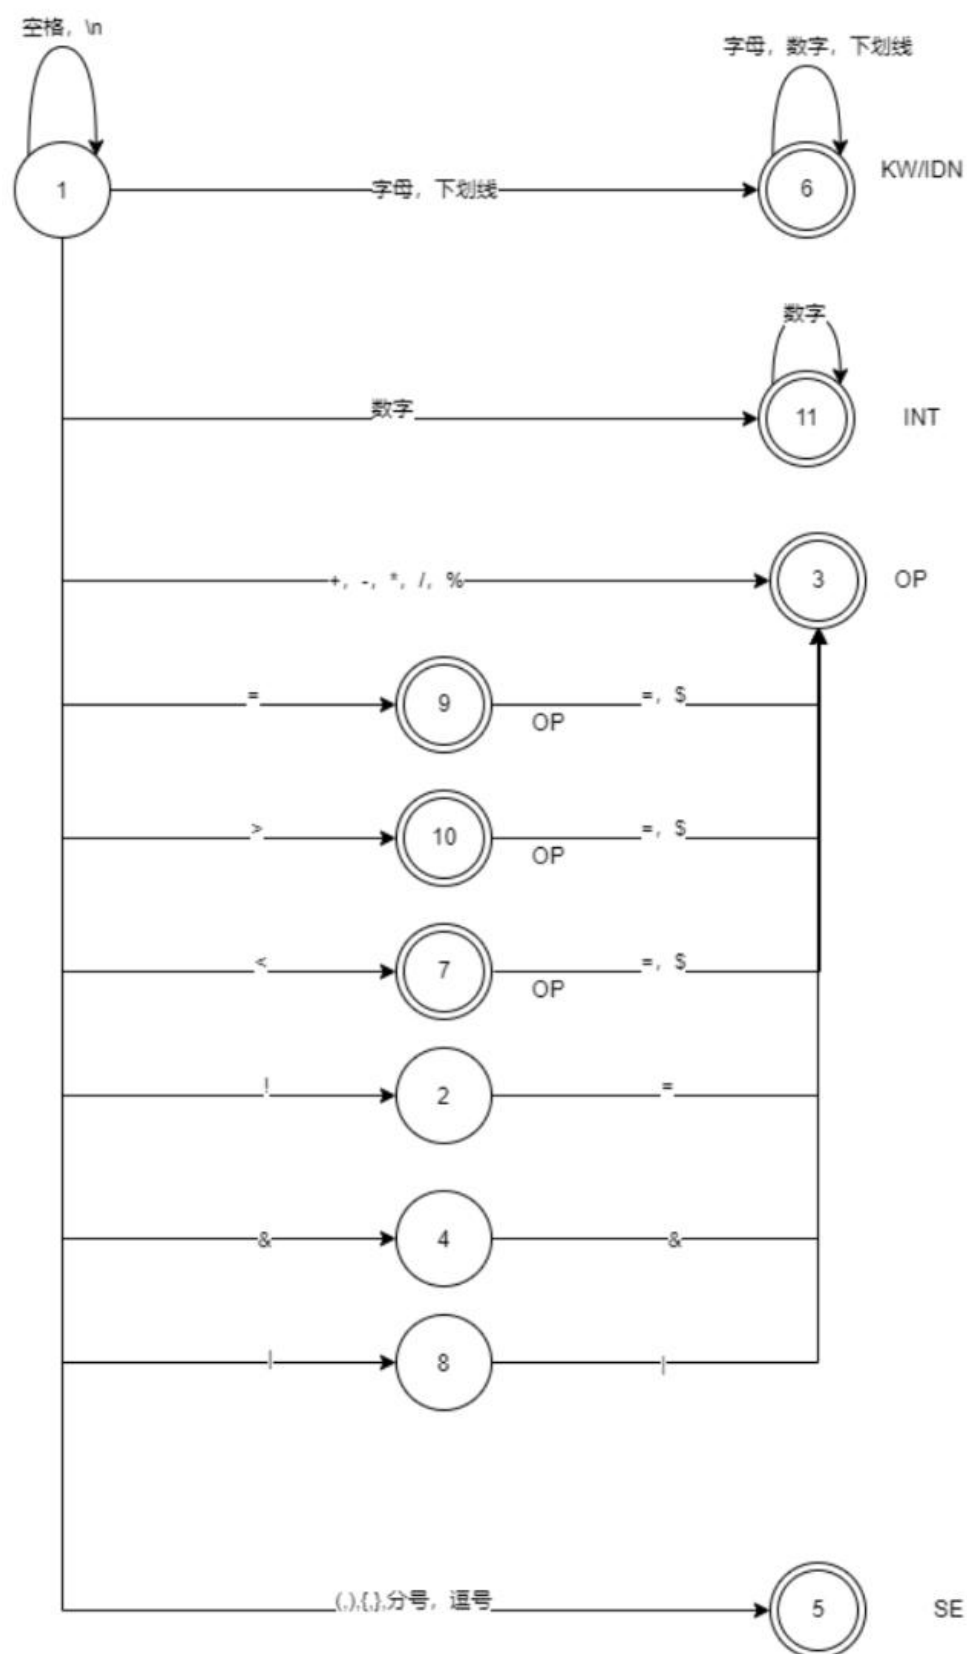 空格，\n
字母，数字，下划线
1
字母，下划线
6
KW/IDN
数字
数字
11
INT
+，-，*，/，%
3
OP
=
9
OP
=，$
>
10
OP
=，$
<
7
OP
=，$
!
2
=
&
4
&
|
8
|
(,),{,},分号，逗号
5
SE